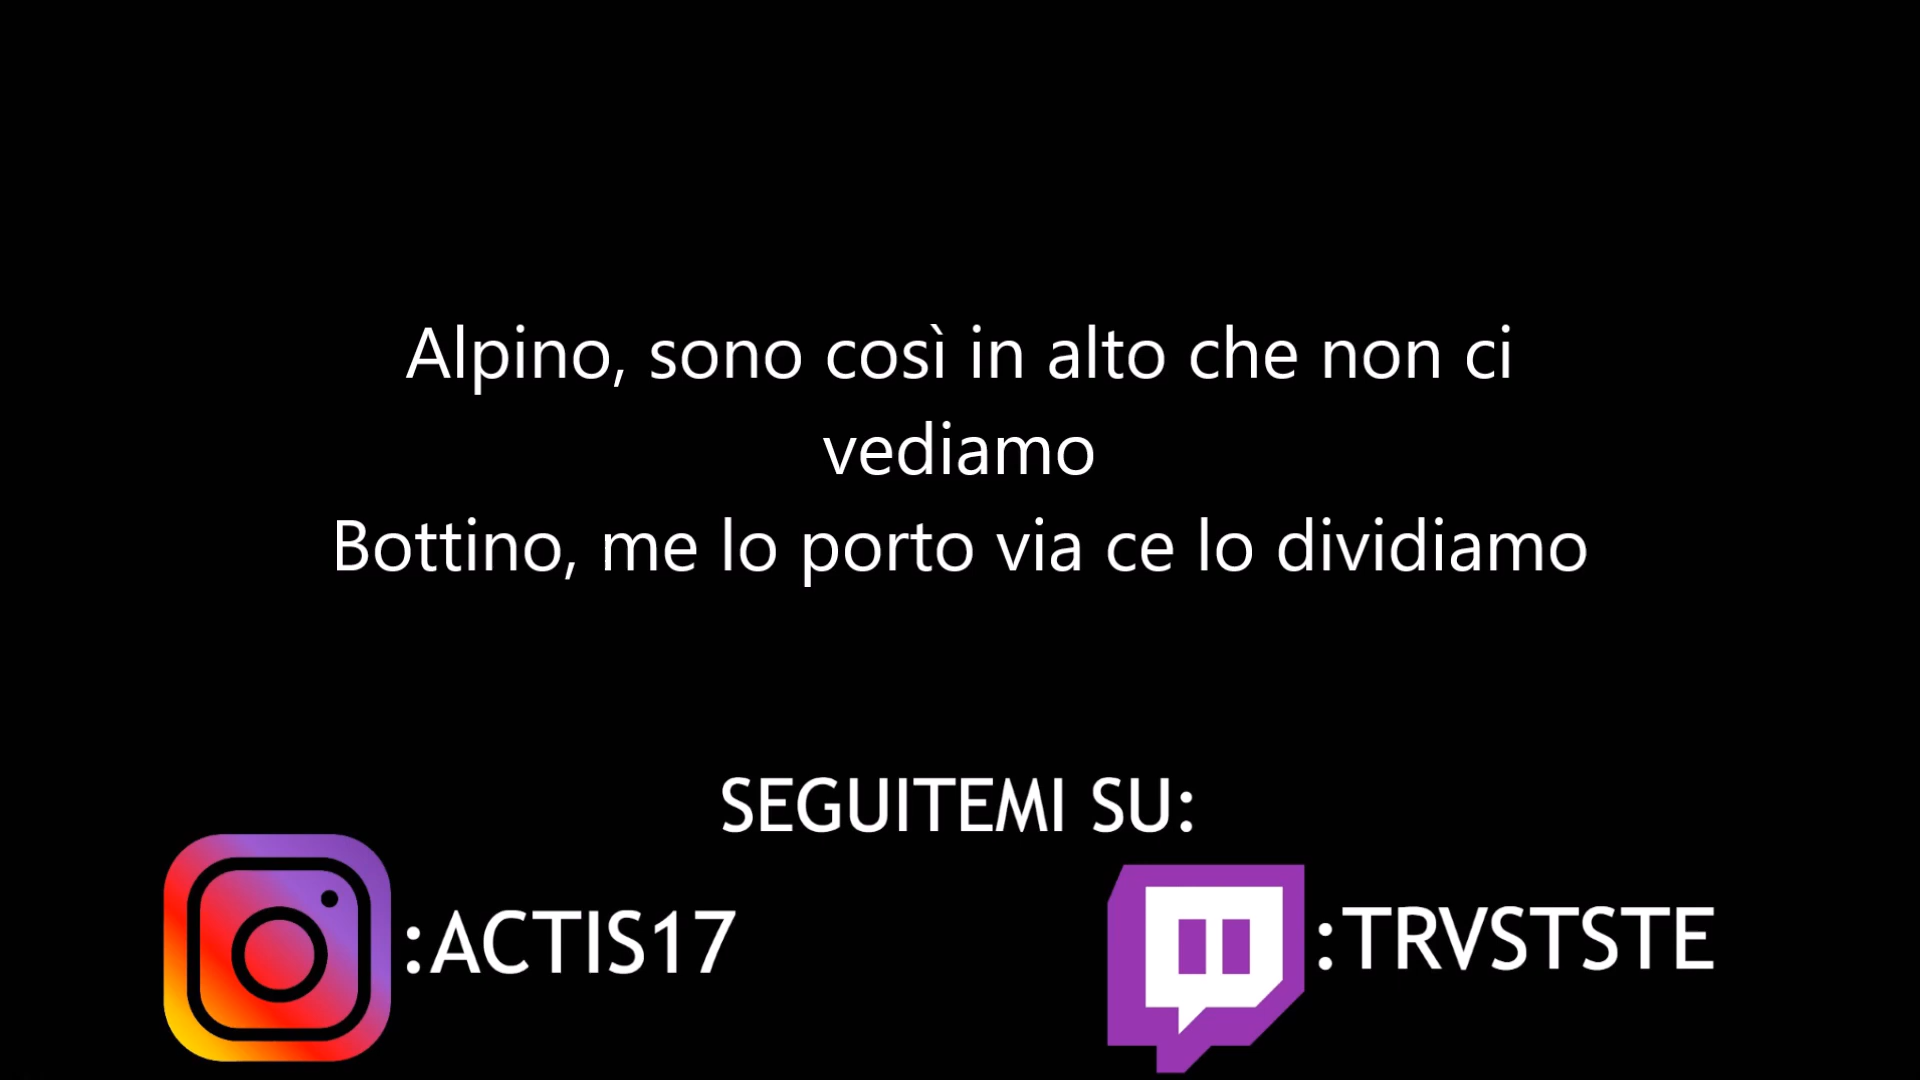 Alpino, sono così in alto che non ci
vediamo
Bottino, me lo porto via ce lo dividiamo
SEGUITEMI SU:
:ACTIS17
:TRVSTSTE